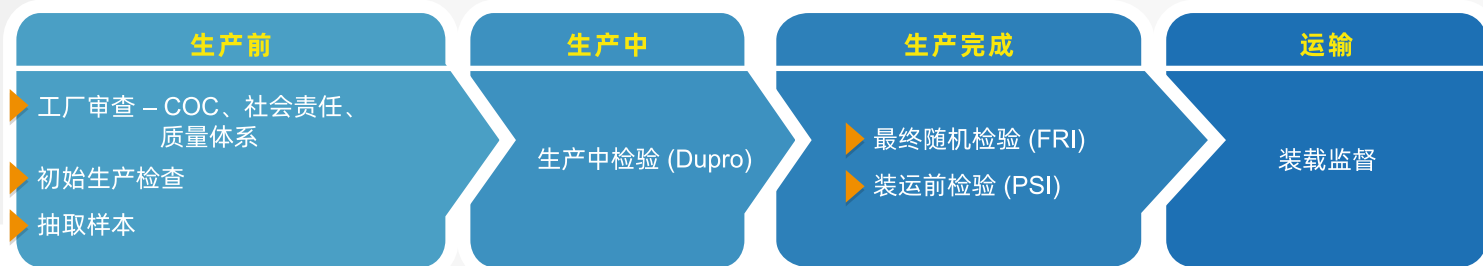 生产前
工厂审查 – COC、社会责任、
质量体系
初始生产检查
抽取样本
生产中
生产中检验 (Dupro)
生产完成
最终随机检验 (FRI)
装运前检验 (PSI)
运输
装载监督